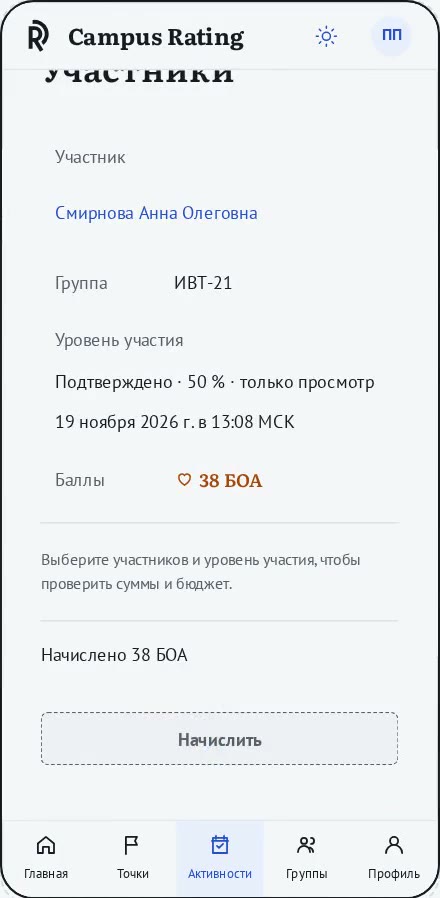 Campus Rating
ПП
Участники
Участник
Смирнова Анна Олеговна
Группа ИВТ-21
Уровень участия
Подтверждено · 50 % · только просмотр
19 ноября 2026 г. в 13:08 МСК
Баллы 38 БОА
Выберите участников и уровень участия, чтобы
проверить суммы и бюджет.
Начислено 38 БОА
Начислить
Главная Точки Активности Группы Профиль